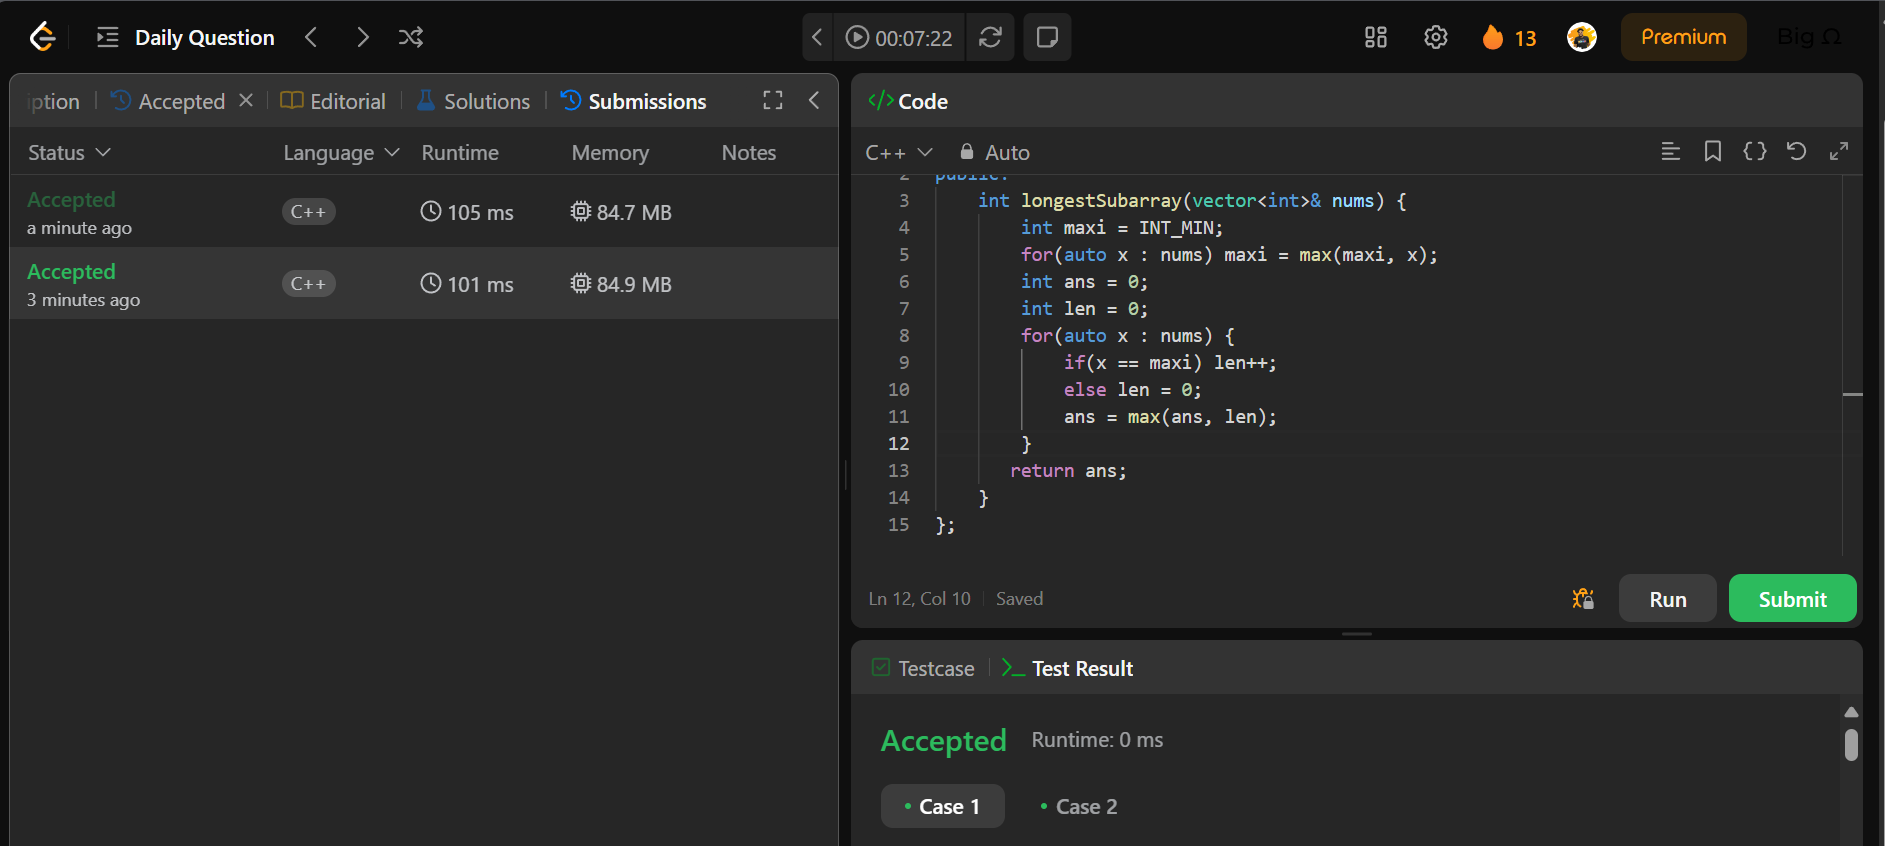 Daily Question
00:07:22
13
Premium
Big Ω
iption
Accepted
Editorial
Solutions
Submissions
Status
Language
Runtime
Memory
Notes
Accepted
a minute ago
C++
105 ms
84.7 MB
Accepted
3 minutes ago
C++
101 ms
84.9 MB
</> Code
C++
Auto
2 public:
3 int longestSubarray(vector<int>& nums) {
4 int maxi = INT_MIN;
5 for(auto x : nums) maxi = max(maxi, x);
6 int ans = 0;
7 int len = 0;
8 for(auto x : nums) {
9 if(x == maxi) len++;
10 else len = 0;
11 ans = max(ans, len);
12 }
13 return ans;
14 }
15 };
Ln 12, Col 10
Saved
Run
Submit
Testcase
Test Result
Accepted
Runtime: 0 ms
Case 1
Case 2